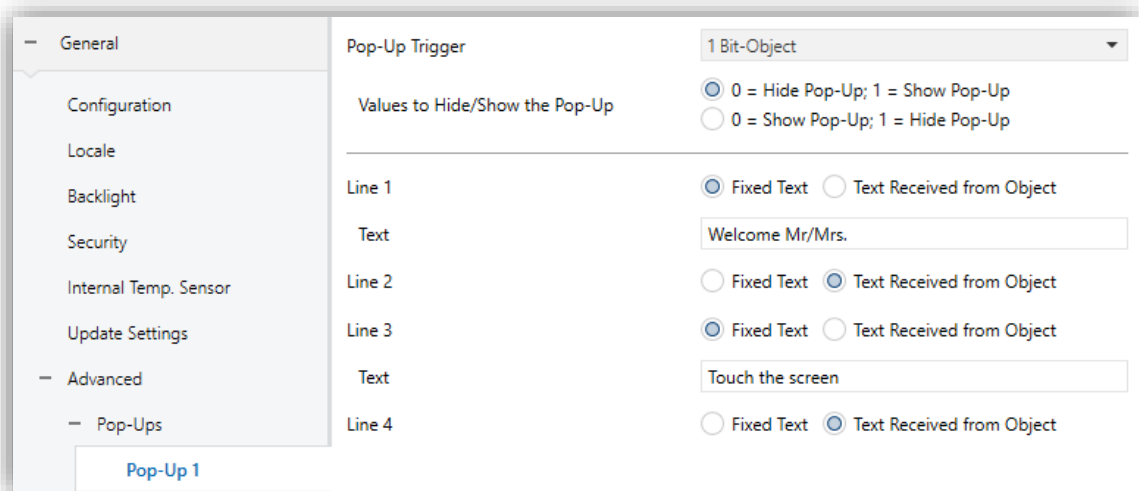 General
Configuration
Locale
Backlight
Security
Internal Temp. Sensor
Update Settings
Advanced
Pop-Ups
Pop-Up 1
Pop-Up Trigger 1 Bit-Object
Values to Hide/Show the Pop-Up 0 = Hide Pop-Up; 1 = Show Pop-Up
0 = Show Pop-Up; 1 = Hide Pop-Up
Line 1 Fixed Text Text Received from Object
Text Welcome Mr/Mrs.
Line 2 Fixed Text Text Received from Object
Line 3 Fixed Text Text Received from Object
Text Touch the screen
Line 4 Fixed Text Text Received from Object